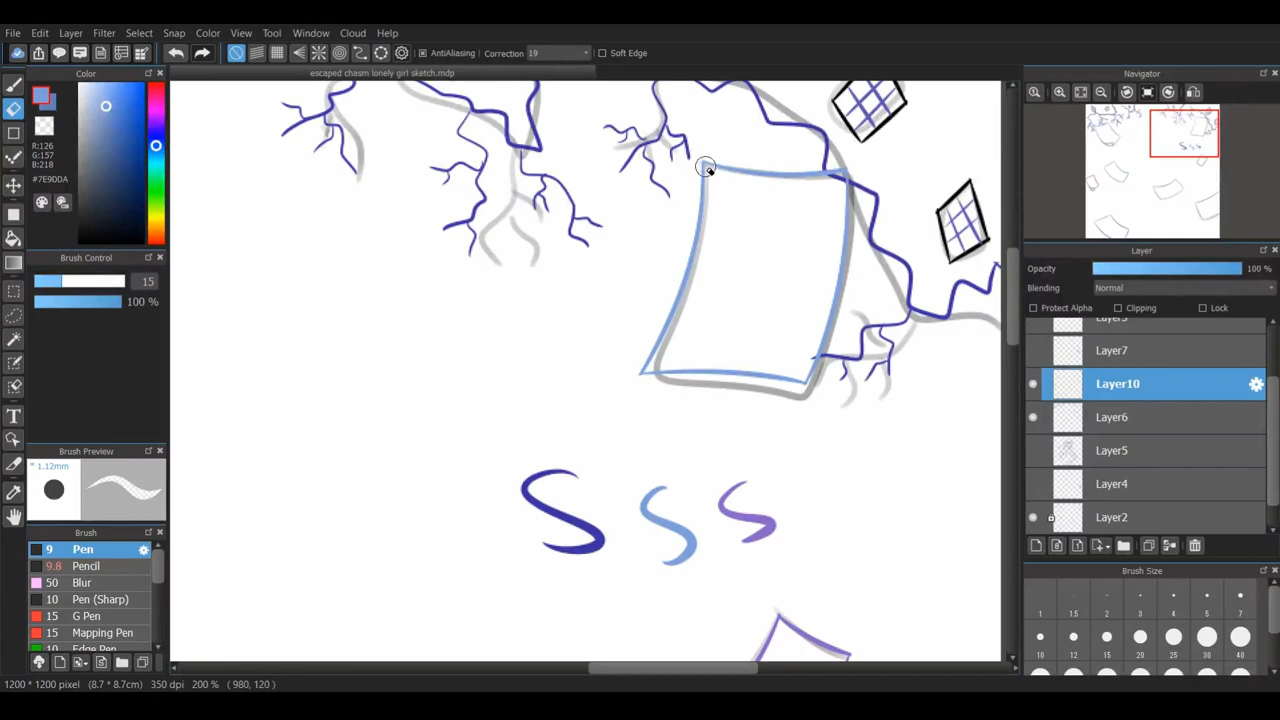 File Edit Layer Filter Select Snap Color View Tool Window Cloud Help
AntiAliasing Correction 19 Soft Edge
Color
escaped chasm lonely girl sketch.mdp
Navigator
R:126
G:157
B:218
#7E9DDA
Brush Control
15
100 %
Layer
Opacity 100 %
Blending Normal
Protect Alpha Clipping Lock
Layer7
Layer10
Layer6
Layer5
Layer4
Layer2
Brush Preview
* 1.12mm
S S S
Brush
9 Pen
9.8 Pencil
50 Blur
10 Pen (Sharp)
15 G Pen
15 Mapping Pen
10 Edge Pen
Brush Size
1 1.5 2 3 4 5 7
10 12 15 20 25 30 40
1200 * 1200 pixel (8.7 * 8.7cm) 350 dpi 200 % ( 980, 120 )